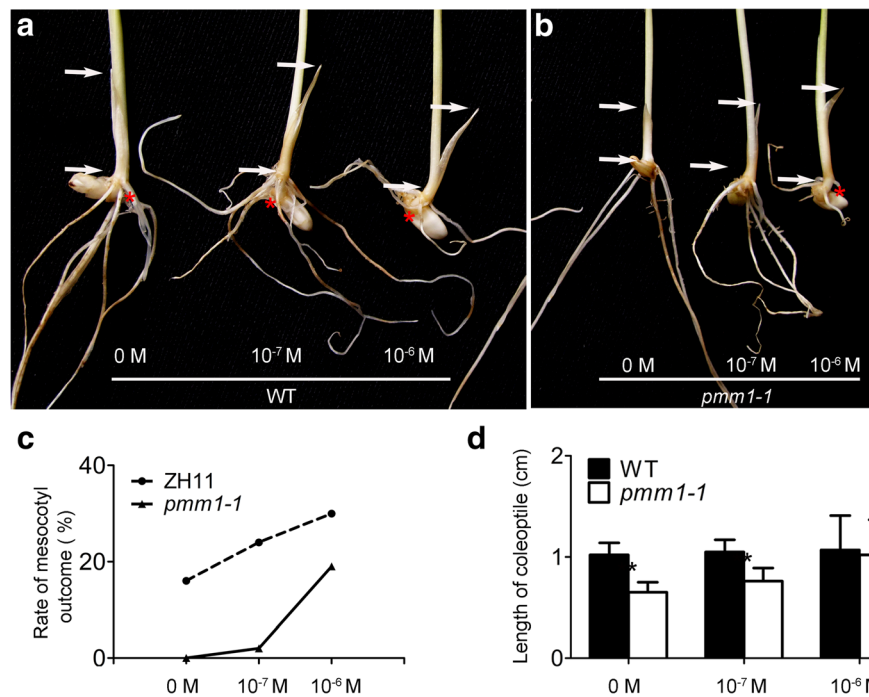 a
0 M 10⁻⁷ M 10⁻⁶ M
WT
b
0 M 10⁻⁷ M 10⁻⁶ M
pmm1-1
c
Rate of mesocotyl
outcome ( %)
40
20
0
ZH11
pmm1-1
0 M 10⁻⁷ M 10⁻⁶ M
d
Length of coleoptile (cm)
2
1
0
WT
pmm1-1
* *
0 M 10⁻⁷ M 10⁻⁶ M